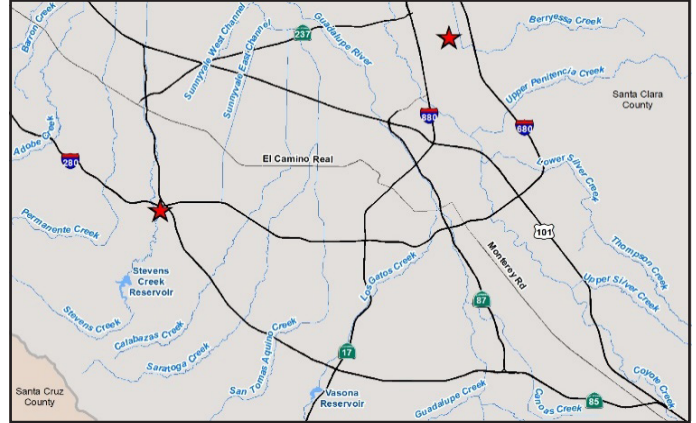 Barron Creek
Sunnyvale West Channel
Sunnyvale East Channel
237
Guadalupe River
Berryessa Creek
Upper Penitencia Creek
Santa Clara
County
880
680
Adobe Creek
280
El Camino Real
Lower Silver Creek
Permanente Creek
101
Monterey Rd
Thompson Creek
Stevens
Creek
Reservoir
Los Gatos Creek
Upper Silver Creek
87
Stevens Creek
Calabazas Creek
Saratoga Creek
San Tomas Aquino Creek
17
Santa Cruz
County
Vasona
Reservoir
Guadalupe Creek
Canoas Creek
85
Coyote Creek